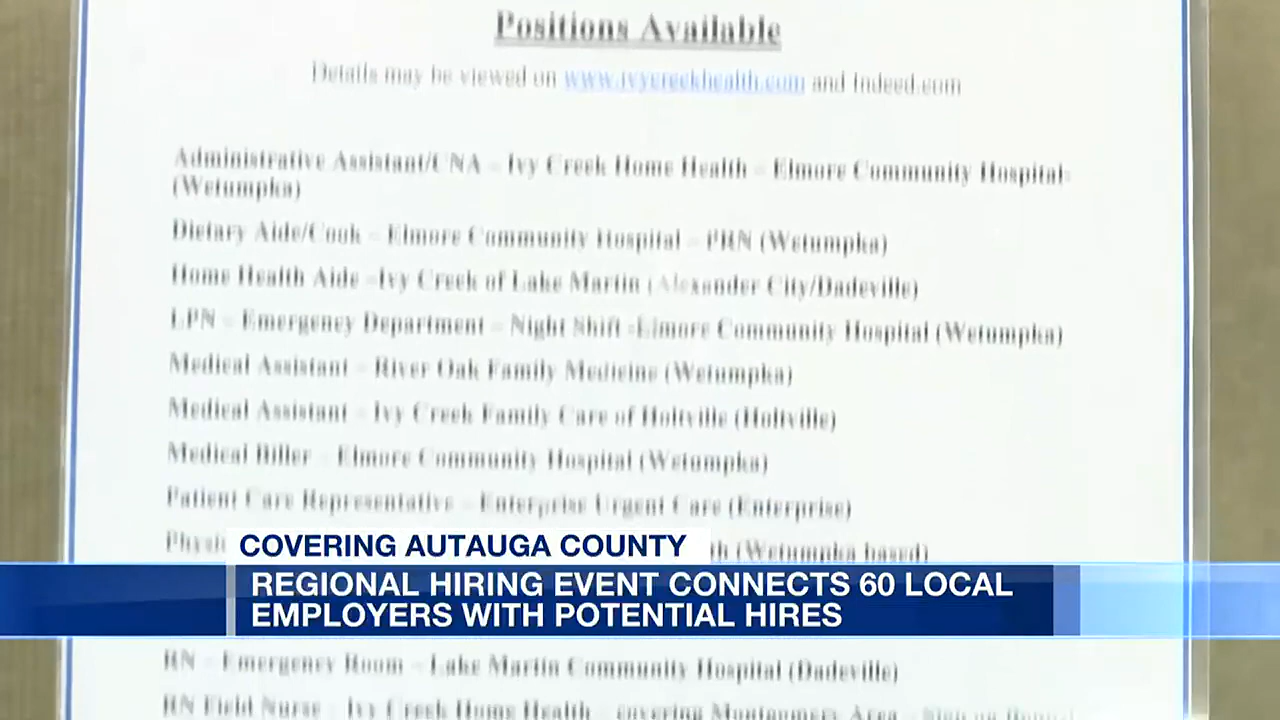 Positions Available
Details may be viewed on www.ivycreekhealth.com and Indeed.com
Administrative Assistant/CNA – Ivy Creek Home Health – Elmore Community Hospital-
(Wetumpka)
Dietary Aide/Cook – Elmore Community Hospital – PRN (Wetumpka)
Home Health Aide –Ivy Creek of Lake Martin (Alexander City/Dadeville)
LPN – Emergency Department – Night Shift -Elmore Community Hospital (Wetumpka)
Medical Assistant – River Oak Family Medicine (Wetumpka)
Medical Assistant – Ivy Creek Family Care of Holtville (Holtville)
Medical Biller – Elmore Community Hospital (Wetumpka)
Patient Care Representative – Enterprise Urgent Care (Enterprise)
(Wetumpka based)
COVERING AUTAUGA COUNTY
REGIONAL HIRING EVENT CONNECTS 60 LOCAL
EMPLOYERS WITH POTENTIAL HIRES
RN – Emergency Room – Lake Martin Community Hospital (Dadeville)
RN Field Nurse – Ivy Creek Home Health – covering Montgomery Area – Sign on Bonus